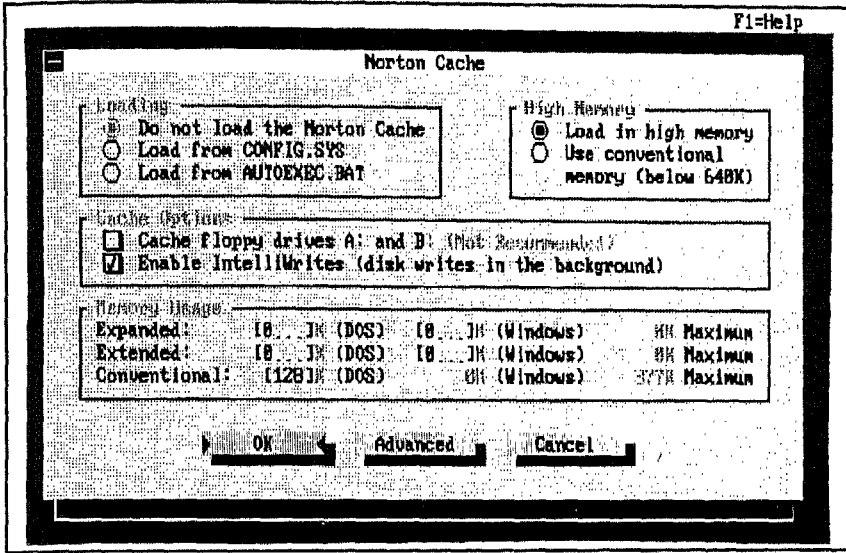 F1=Help
Norton Cache
Loading
Do not load the Norton Cache
Load from CONFIG.SYS
Load from AUTOEXEC.BAT
High Memory
Load in high memory
Use conventional
memory (below 640K)
Cache Options
Cache floppy drives A: and B: (Not Recommended)
Enable IntelliWrites (disk writes in the background)
Memory Usage
Expanded: [0...]K (DOS) [0...]K (Windows) 0K Maximum
Extended: [0...]K (DOS) [0...]K (Windows) 0K Maximum
Conventional: [128]K (DOS) 0K (Windows) 377K Maximum
OK Advanced Cancel